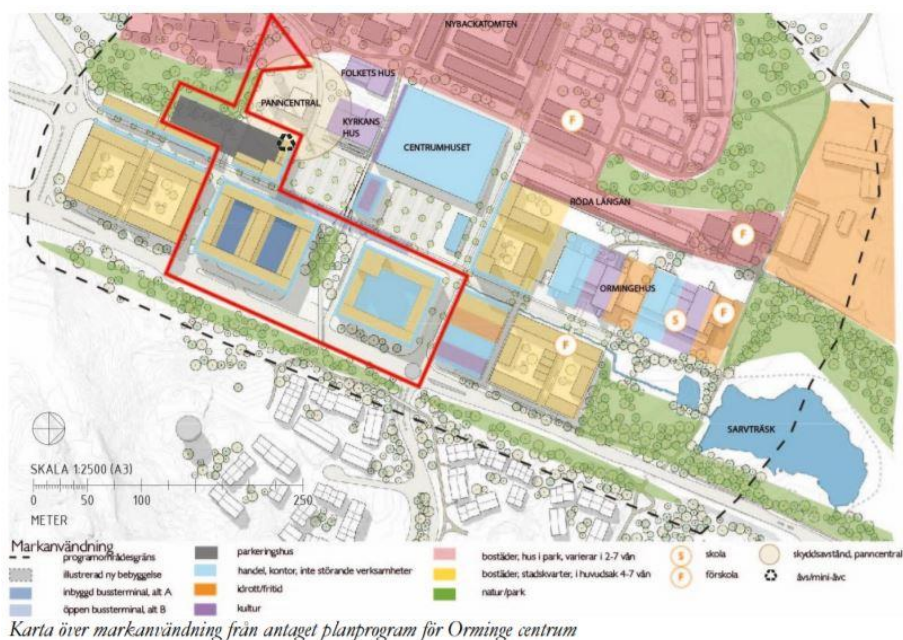 NYBACKATOMTEN
FOLKETS HUS
PANNCENTRAL
KYRKANS
HUS
CENTRUMHUSET
F
RÖDA LÄNGAN
F
ORMINGEHUS
F
S
F
SARVTRÄSK
SKALA 1:2500 (A3)
0 50 100 250
METER
Markanvändning
programområdesgräns
illustrerad ny bebyggelse
inbyggd bussterminal, alt A
öppen bussterminal, alt B
parkeringshus
handel, kontor, inte störande verksamheter
idrott/fritid
kultur
bostäder, hus i park, varierar i 2-7 vån
bostäder, stadskvarter, i huvudsak 4-7 vån
natur/park
S skola
F förskola
skyddsavstånd, panncentral
åvs/mini-åvc
Karta över markanvändning från antaget planprogram för Orminge centrum